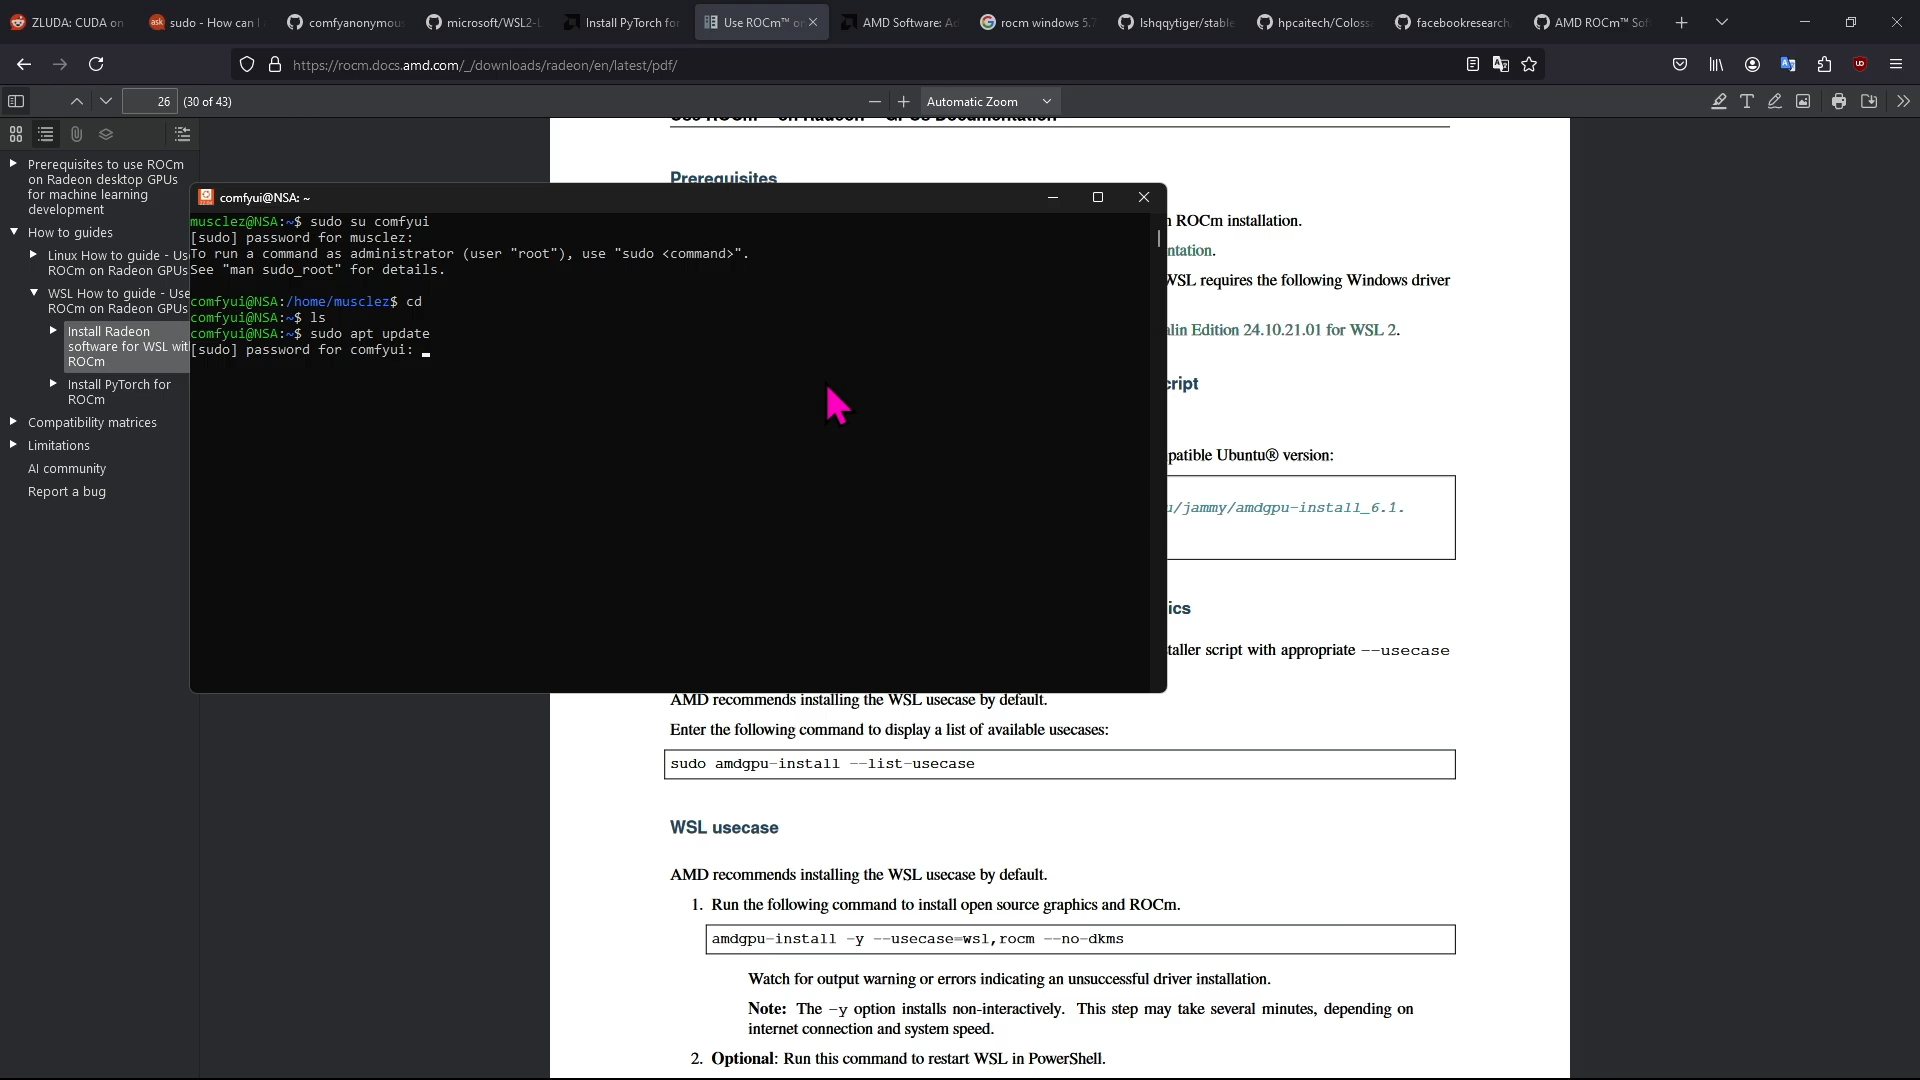 ZLUDA: CUDA on
sudo - How can I
comfyanonymous
microsoft/WSL2-L
Install PyTorch for
Use ROCm™ on
AMD Software: Ad
rocm windows 5.7
lshqqytiger/stable
hpcaitech/Colossa
facebookresearch
AMD ROCm™ Sof
https://rocm.docs.amd.com/_/downloads/radeon/en/latest/pdf/
26 (30 of 43)
Automatic Zoom
Prerequisites to use ROCm
on Radeon desktop GPUs
for machine learning
development
How to guides
Linux How to guide - Us
ROCm on Radeon GPUs
WSL How to guide - Use
ROCm on Radeon GPUs
Install Radeon
software for WSL wit
ROCm
Install PyTorch for
ROCm
Compatibility matrices
Limitations
AI community
Report a bug
comfyui@NSA: ~
musclez@NSA:~$ sudo su comfyui
[sudo] password for musclez:
To run a command as administrator (user "root"), use "sudo <command>".
See "man sudo_root" for details.
comfyui@NSA:/home/musclez$ cd
comfyui@NSA:~$ ls
comfyui@NSA:~$ sudo apt update
[sudo] password for comfyui:
Use ROCm™ on Radeon™ GPUs Documentation
Prerequisites
ROCm installation.
ntation.
WSL requires the following Windows driver
alin Edition 24.10.21.01 for WSL 2.
cript
patible Ubuntu® version:
u/jammy/amdgpu-install_6.1.
ics
taller script with appropriate --usecase
AMD recommends installing the WSL usecase by default.
Enter the following command to display a list of available usecases:
sudo amdgpu-install --list-usecase
WSL usecase
AMD recommends installing the WSL usecase by default.
1. Run the following command to install open source graphics and ROCm.
amdgpu-install -y --usecase=wsl,rocm --no-dkms
Watch for output warning or errors indicating an unsuccessful driver installation.
Note: The -y option installs non-interactively. This step may take several minutes, depending on
internet connection and system speed.
2. Optional: Run this command to restart WSL in PowerShell.